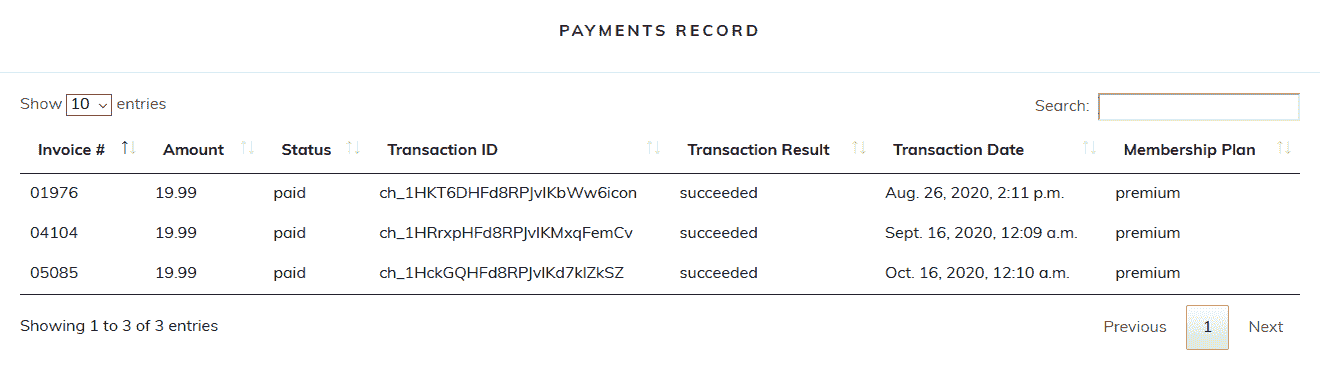 PAYMENTS RECORD
Show 10 entries Search:
Invoice # Amount Status Transaction ID Transaction Result Transaction Date Membership Plan
01976 19.99 paid ch_1HKT6DHFd8RPJvIKbWw6icon succeeded Aug. 26, 2020, 2:11 p.m. premium
04104 19.99 paid ch_1HRrxpHFd8RPJvIKMxqFemCv succeeded Sept. 16, 2020, 12:09 a.m. premium
05085 19.99 paid ch_1HckGQHFd8RPJvIKd7klZkSZ succeeded Oct. 16, 2020, 12:10 a.m. premium
Showing 1 to 3 of 3 entries Previous 1 Next